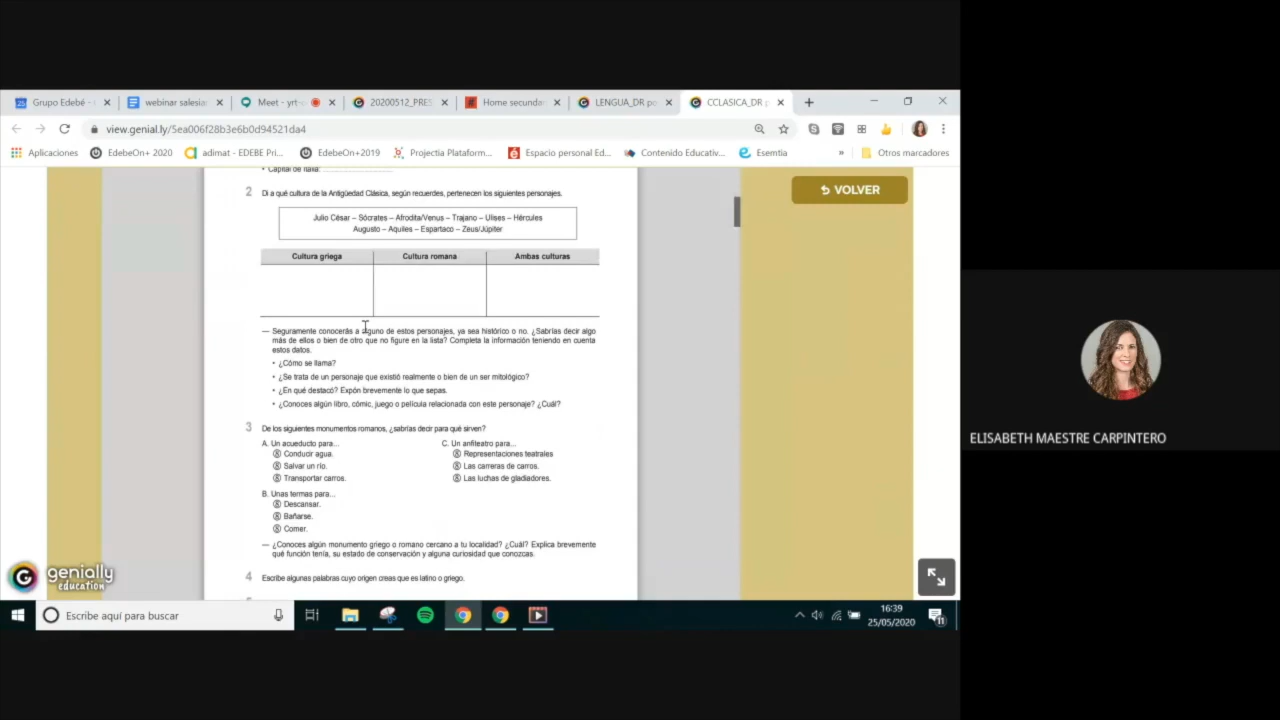 Grupo Edebé -
webinar salesia
Meet - yrt-
20200512_PRES
Home secundar
LENGUA_DR po
CCLASICA_DR p
view.genial.ly/5ea006f28b3e6b0d94521da4
Aplicaciones
EdebeOn+ 2020
adimat - EDEBE Pri...
EdebeOn+2019
Projectia Plataform...
Espacio personal Ed...
Contenido Educativ...
Esemtia
»
Otros marcadores
• Capital de Italia:
VOLVER
2 Di a qué cultura de la Antigüedad Clásica, según recuerdes, pertenecen los siguientes personajes.
Julio César – Sócrates – Afrodita/Venus – Trajano – Ulises – Hércules
Augusto – Aquiles – Espartaco – Zeus/Júpiter
Cultura griega Cultura romana Ambas culturas
— Seguramente conocerás a alguno de estos personajes, ya sea histórico o no. ¿Sabrías decir algo
más de ellos o bien de otro que no figure en la lista? Completa la información teniendo en cuenta
estos datos.
• ¿Cómo se llama?
• ¿Se trata de un personaje que existió realmente o bien de un ser mitológico?
• ¿En qué destacó? Expón brevemente lo que sepas.
• ¿Conoces algún libro, cómic, juego o película relacionada con este personaje? ¿Cuál?
3 De los siguientes monumentos romanos, ¿sabrías decir para qué sirven?
A. Un acueducto para...
Conducir agua.
Salvar un río.
Transportar carros.
B. Unas termas para...
Descansar.
Bañarse.
Comer.
C. Un anfiteatro para...
Representaciones teatrales
Las carreras de carros.
Las luchas de gladiadores.
— ¿Conoces algún monumento griego o romano cercano a tu localidad? ¿Cuál? Explica brevemente
qué función tenía, su estado de conservación y alguna curiosidad que conozcas.
4 Escribe algunas palabras cuyo origen creas que es latino o griego.
genially
education
ELISABETH MAESTRE CARPINTERO
Escribe aquí para buscar
16:39
25/05/2020
11